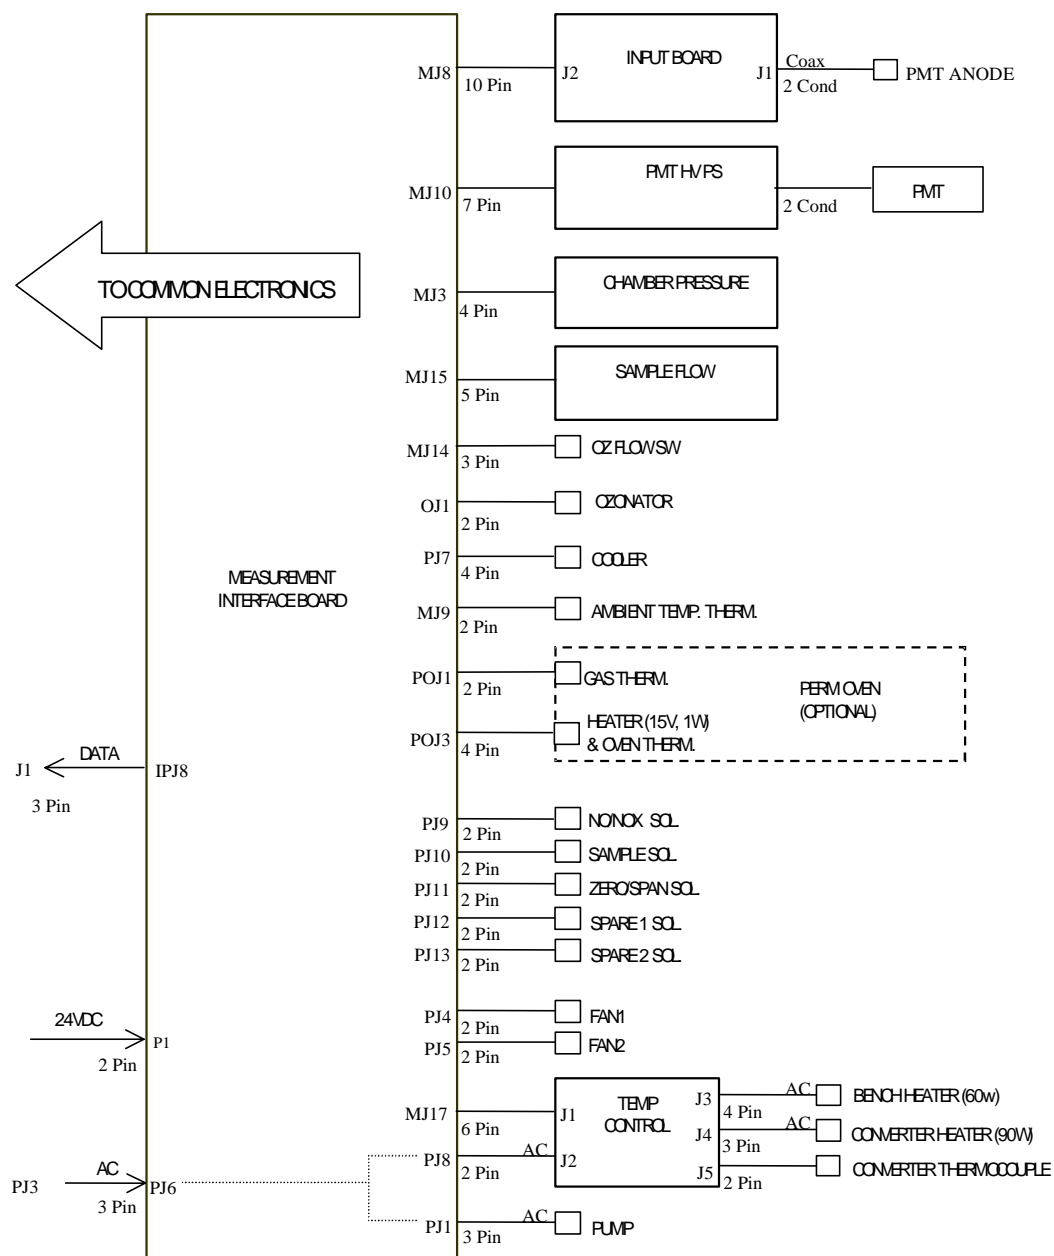 MJ8
10 Pin
J2
INPUT BOARD
J1
Coax
2 Cond
PMT ANODE
MJ10
7 Pin
PMT HVPS
2 Cond
PMT
TO COMMON ELECTRONICS
MJ3
4 Pin
CHAMBER PRESSURE
MJ15
5 Pin
SAMPLE FLOW
MJ14
3 Pin
OZ FLOW SW
OJ1
2 Pin
OZONATOR
PJ7
4 Pin
COOLER
MEASUREMENT
INTERFACE BOARD
MJ9
2 Pin
AMBIENT TEMP. THERM.
POJ1
2 Pin
GAS THERM.
PERM OVEN
(OPTIONAL)
POJ3
4 Pin
HEATER (15V, 1W)
& OVEN THERM.
J1
DATA
3 Pin
IPJ8
PJ9
2 Pin
NO/NOX SOL.
PJ10
2 Pin
SAMPLE SOL.
PJ11
2 Pin
ZERO/SPAN SOL.
PJ12
2 Pin
SPARE 1 SOL.
PJ13
2 Pin
SPARE 2 SOL.
24VDC
2 Pin
P1
PJ4
2 Pin
FAN1
PJ5
2 Pin
FAN2
MJ17
6 Pin
J1
TEMP
CONTROL
J3
AC
4 Pin
BENCH HEATER (60w)
J4
AC
3 Pin
CONVERTER HEATER (90W)
PJ8
AC
2 Pin
J2
J5
2 Pin
CONVERTER THERMOCOUPLE
PJ3
AC
3 Pin
PJ6
PJ1
AC
3 Pin
PUMP